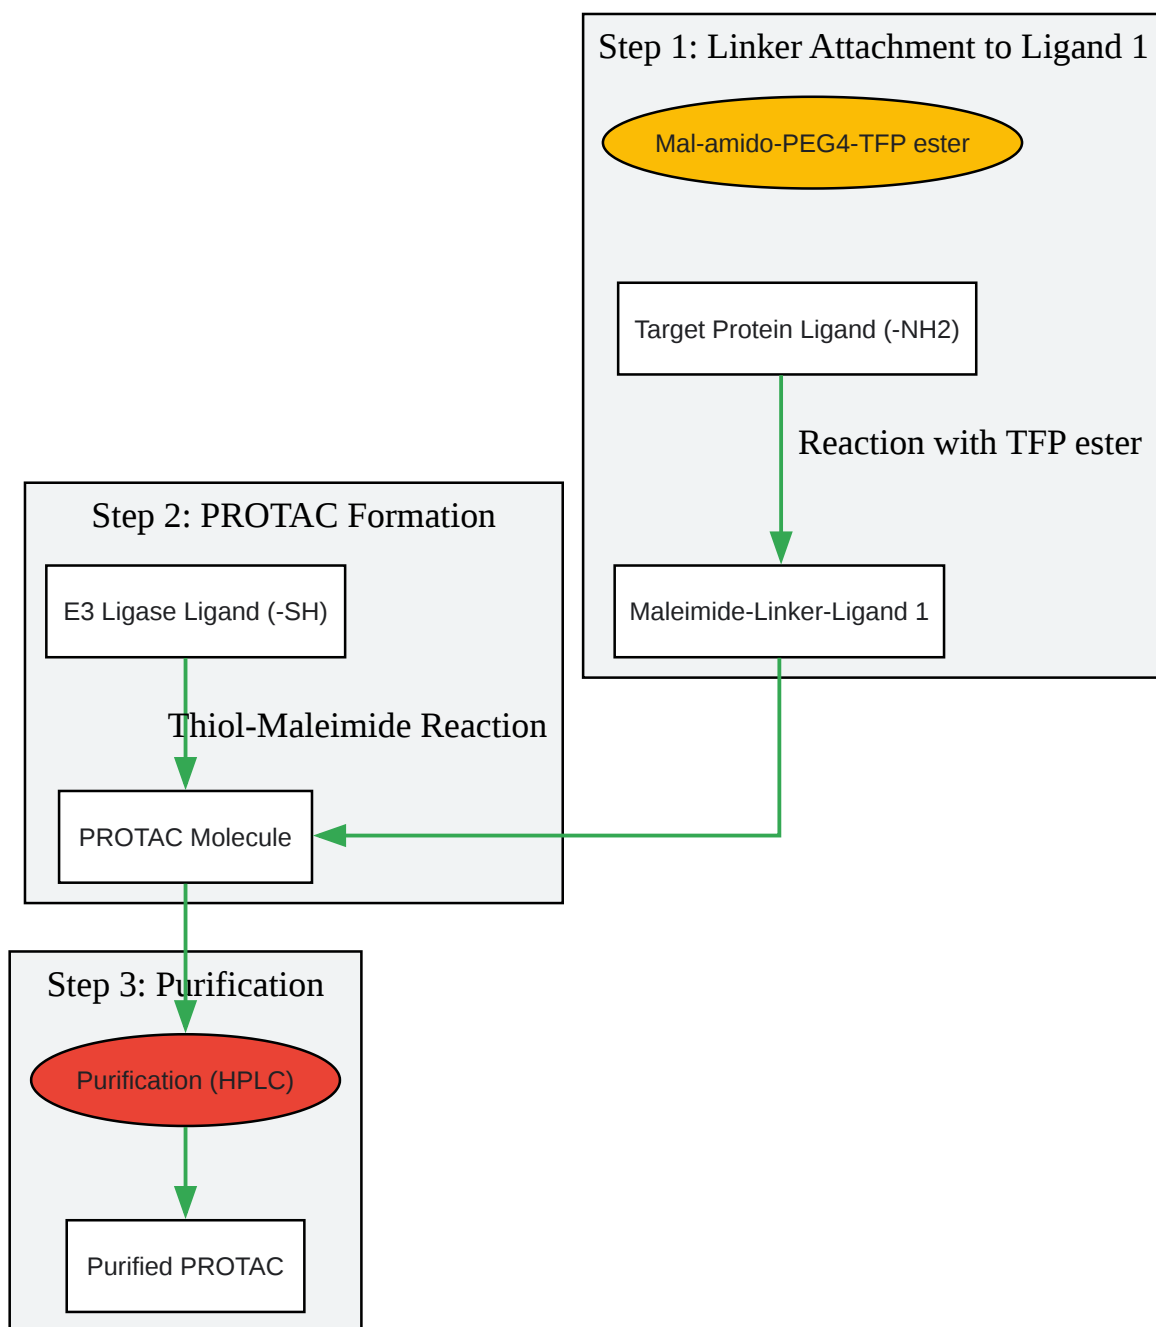 Step 1: Linker Attachment to Ligand 1
Mal-amido-PEG4-TFP ester
Target Protein Ligand (-NH2)
Reaction with TFP ester
Maleimide-Linker-Ligand 1
Step 2: PROTAC Formation
E3 Ligase Ligand (-SH)
Thiol-Maleimide Reaction
PROTAC Molecule
Step 3: Purification
Purification (HPLC)
Purified PROTAC